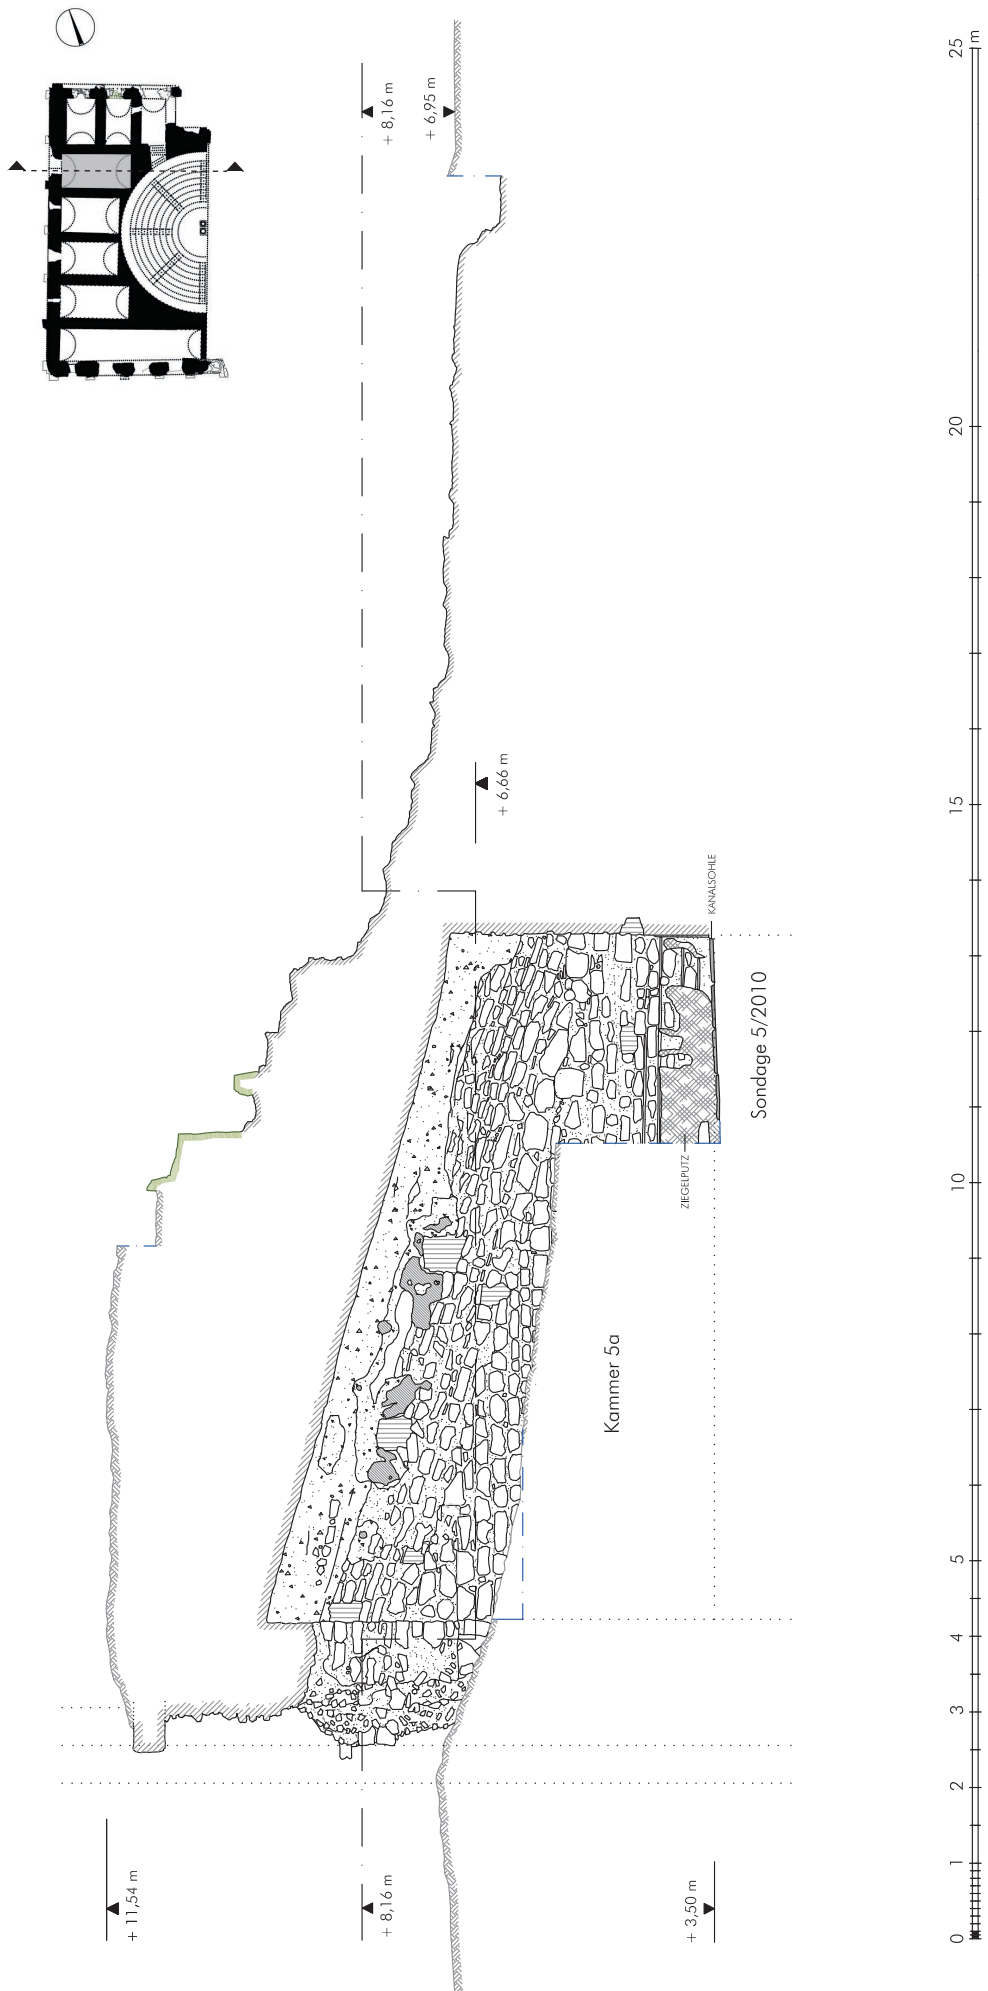 + 11,54 m
+ 8,16 m
+ 8,16 m
+ 6,95 m
+ 6,66 m
+ 3,50 m
Kammer 5a
Sondage 5/2010
ZIEGELPUTZ
KANALSOHLE
0 1 2 3 4 5 10 15 20 25 m